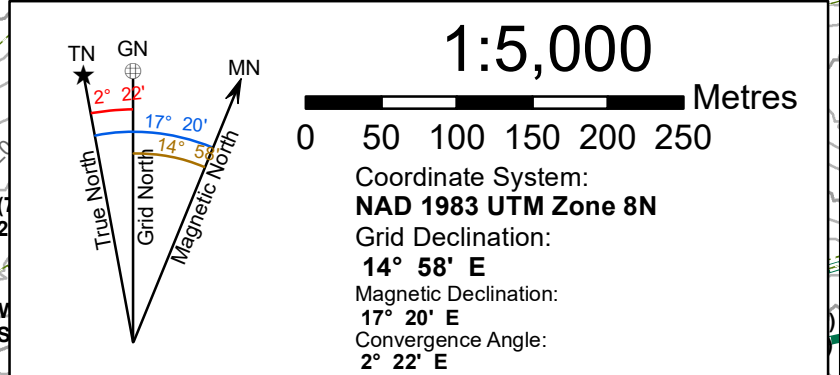 TN GN MN
2° 22'
17° 20'
14° 58'
True North
Grid North
Magnetic North
1:5,000
Metres
0 50 100 150 200 250
Coordinate System:
NAD 1983 UTM Zone 8N
Grid Declination:
14° 58' E
Magnetic Declination:
17° 20' E
Convergence Angle:
2° 22' E